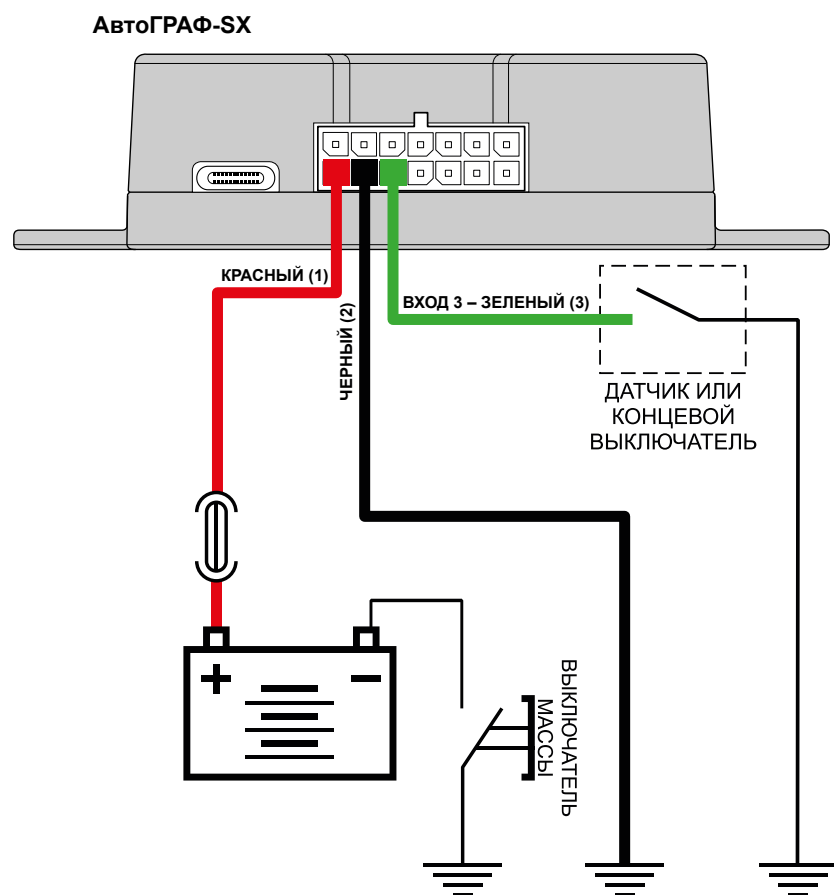 АвтоГРАФ-SX
КРАСНЫЙ (1)
ЧЕРНЫЙ (2)
ВХОД 3 – ЗЕЛЕНЫЙ (3)
ДАТЧИК ИЛИ
КОНЦЕВОЙ
ВЫКЛЮЧАТЕЛЬ
+ –
ВЫКЛЮЧАТЕЛЬ
МАССЫ